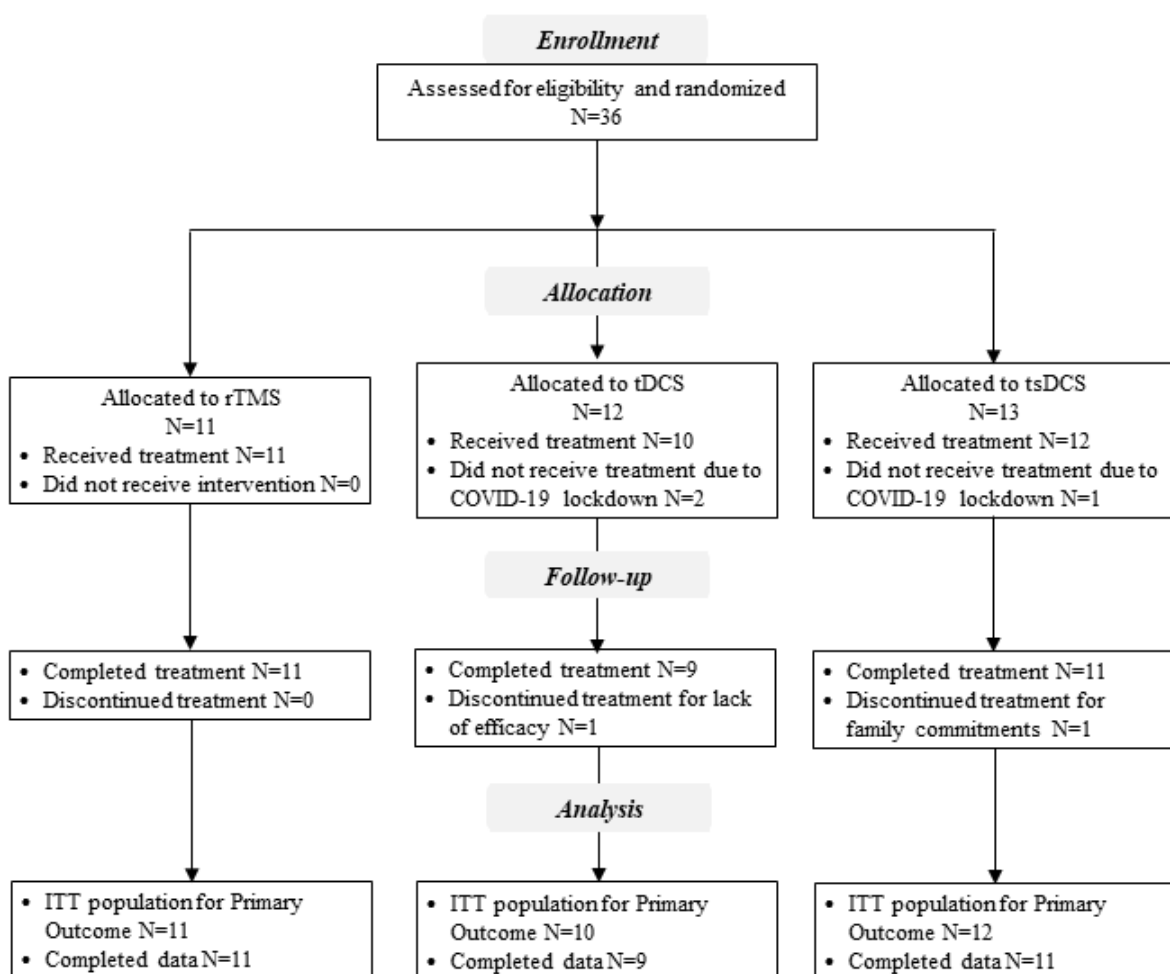 Enrollment
Assessed for eligibility and randomized
N=36
Allocation
Allocated to rTMS
N=11
• Received treatment N=11
• Did not receive intervention N=0
Allocated to tDCS
N=12
• Received treatment N=10
• Did not receive treatment due to
COVID-19 lockdown N=2
Allocated to tsDCS
N=13
• Received treatment N=12
• Did not receive treatment due to
COVID-19 lockdown N=1
Follow-up
• Completed treatment N=11
• Discontinued treatment N=0
• Completed treatment N=9
• Discontinued treatment for lack
of efficacy N=1
• Completed treatment N=11
• Discontinued treatment for
family commitments N=1
Analysis
• ITT population for Primary
Outcome N=11
• Completed data N=11
• ITT population for Primary
Outcome N=10
• Completed data N=9
• ITT population for Primary
Outcome N=12
• Completed data N=11